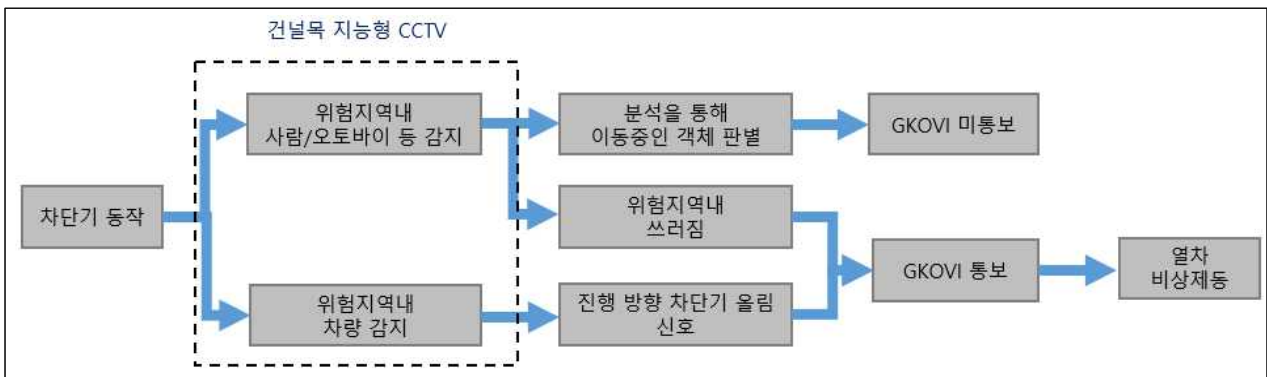 건널목 지능형 CCTV
위험지역내
사람/오토바이 등 감지
분석을 통해
이동중인 객체 판별
GKOVI 미통보
차단기 동작
위험지역내
쓰러짐
GKOVI 통보
열차
비상제동
위험지역내
차량 감지
진행 방향 차단기 올림
신호